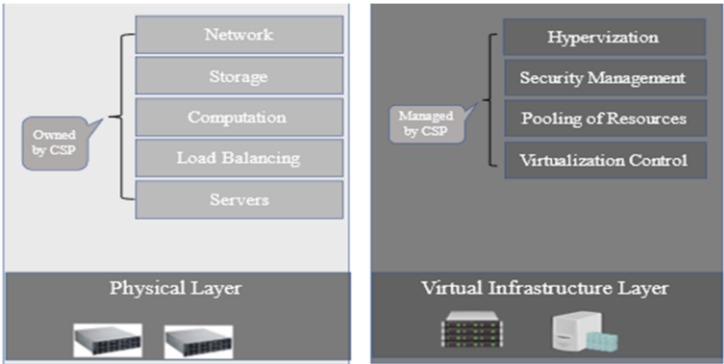 Network
Storage
Computation
Load Balancing
Servers
Owned
by CSP
Physical Layer
Hypervization
Security Management
Pooling of Resources
Virtualization Control
Managed
by CSP
Virtual Infrastructure Layer